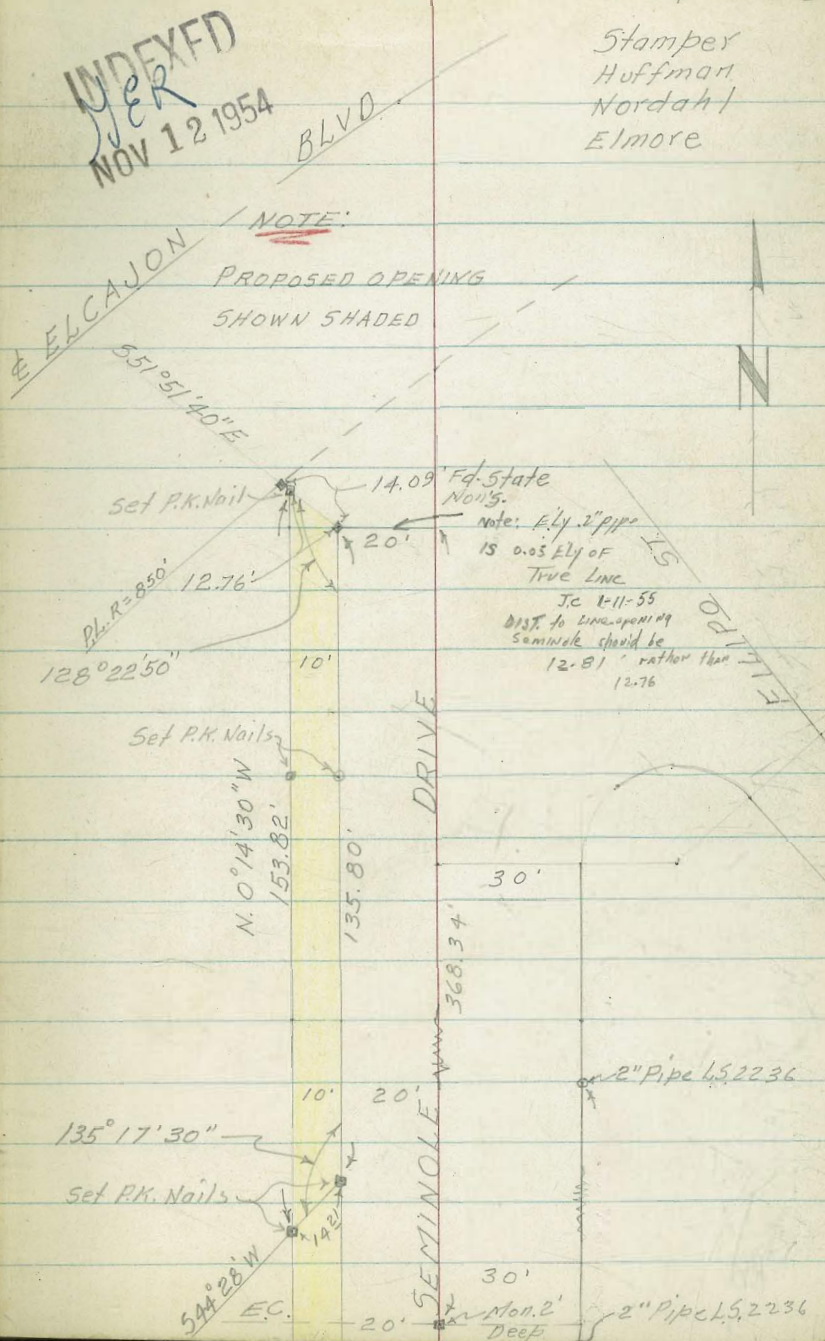 INDEXED
JER
NOV 12 1954
Stamper
Huffman
Nordahl
Elmore
℄ ELCAJON BLVD.
NOTE:
PROPOSED OPENING
SHOWN SHADED
N
S51°51'40"E
Set P.K. Nail
14.09'
Fd. State
Mon's.
20'
Note: Ely 2" pipe
is 0.05 Ely of
True Line
J.C 1-11-55
DIST. to Line opening
Seminole should be
12.81' rather than
12.76
12.76'
P.L. R=850'
128°22'50"
10'
ST
Set P.K. Nails
N. 0°14'30"W
153.82'
135.80'
SEMINOLE DRIVE
368.34'
30'
2" Pipe L.S. 2236
10'
20'
135°17'30"
Set P.K. Nails
14.21
S44°28'W
E.C.
20'
30'
Mon. 2'
Deep
2" Pipe L.S. 2236